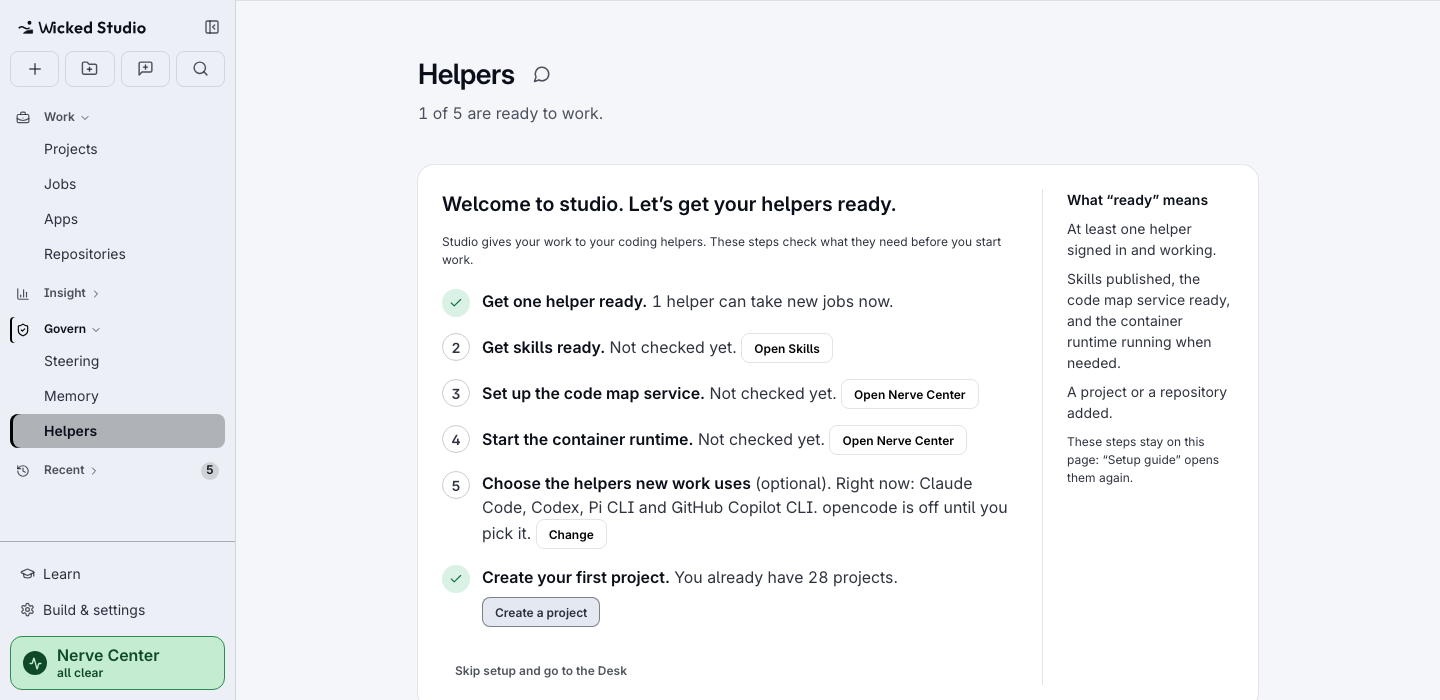 Wicked Studio
Work
Projects
Jobs
Apps
Repositories
Insight
Govern
Steering
Memory
Helpers
Recent
5
Learn
Build & settings
Nerve Center
all clear
Helpers
1 of 5 are ready to work.
Welcome to studio. Let’s get your helpers ready.
Studio gives your work to your coding helpers. These steps check what they need before you start
work.
Get one helper ready. 1 helper can take new jobs now.
2 Get skills ready. Not checked yet. Open Skills
3 Set up the code map service. Not checked yet. Open Nerve Center
4 Start the container runtime. Not checked yet. Open Nerve Center
5 Choose the helpers new work uses (optional). Right now: Claude
Code, Codex, Pi CLI and GitHub Copilot CLI. opencode is off until you
pick it. Change
Create your first project. You already have 28 projects.
Create a project
Skip setup and go to the Desk
What “ready” means
At least one helper
signed in and working.
Skills published, the
code map service ready,
and the container
runtime running when
needed.
A project or a repository
added.
These steps stay on this
page: “Setup guide” opens
them again.